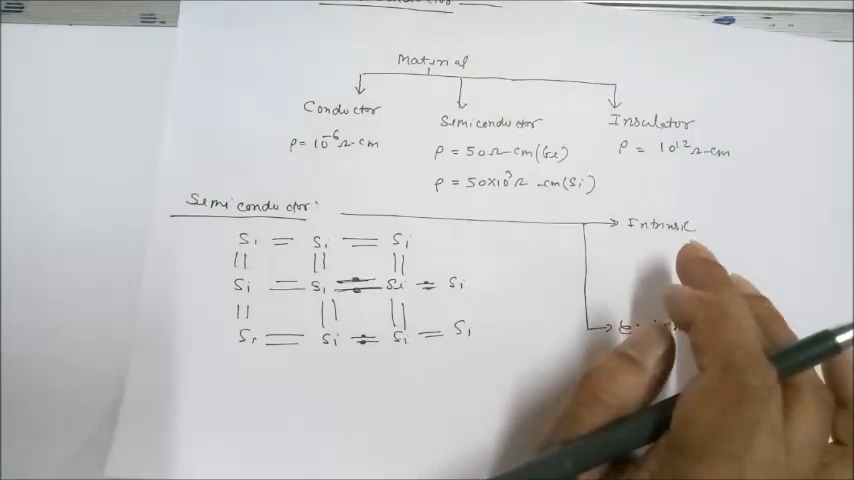 Material
Conductor Semiconductor Insulator
ρ = 10⁻⁶ Ω-cm ρ = 50 Ω-cm (Ge) ρ = 10¹² Ω-cm
ρ = 50×10³ Ω-cm (Si)
Semiconductor:
Intrinsic
Si = Si = Si
|| || ||
Si = Si = Si = Si
|| || ||
Si = Si = Si = Si